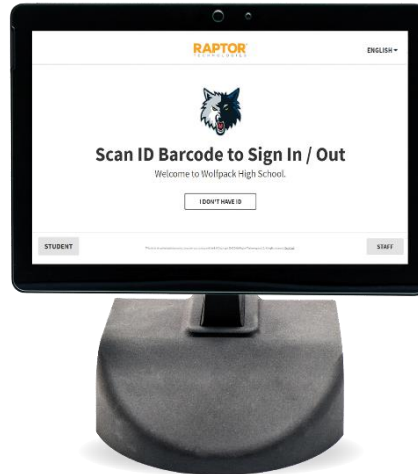 RAPTOR
TECHNOLOGIES
ENGLISH
Scan ID Barcode to Sign In / Out
Welcome to Wolfpack High School.
I DON'T HAVE ID
STUDENT
STAFF